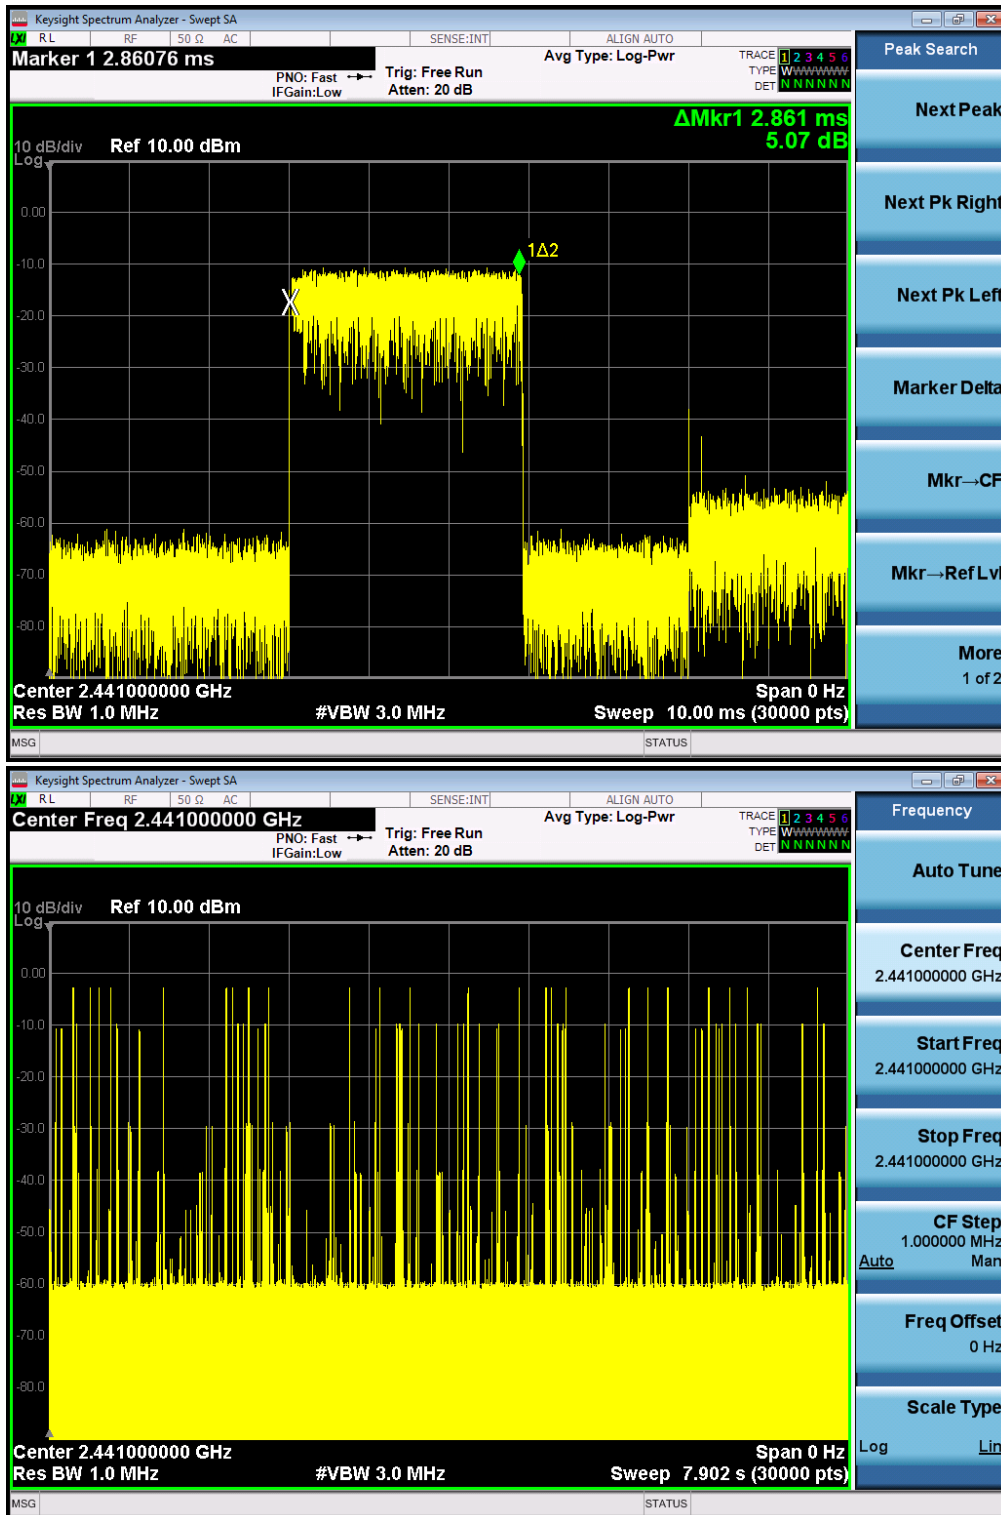 Keysight Spectrum Analyzer - Swept SA
LXI RL RF 50 Ω AC SENSE:INT ALIGN AUTO
Marker 1 2.86076 ms
PNO: Fast
IFGain:Low
Trig: Free Run
Atten: 20 dB
Avg Type: Log-Pwr
TRACE 1 2 3 4 5 6
TYPE WWWWWW
DET N N N N N N
ΔMkr1 2.861 ms
5.07 dB
10 dB/div Ref 10.00 dBm
Log
0.00
-10.0
-20.0
-30.0
-40.0
-50.0
-60.0
-70.0
-80.0
1Δ2
X
Center 2.441000000 GHz Span 0 Hz
Res BW 1.0 MHz #VBW 3.0 MHz Sweep 10.00 ms (30000 pts)
MSG STATUS
Peak Search
Next Peak
Next Pk Right
Next Pk Left
Marker Delta
Mkr→CF
Mkr→Ref Lvl
More
1 of 2
Keysight Spectrum Analyzer - Swept SA
LXI RL RF 50 Ω AC SENSE:INT ALIGN AUTO
Center Freq 2.441000000 GHz
PNO: Fast
IFGain:Low
Trig: Free Run
Atten: 20 dB
Avg Type: Log-Pwr
TRACE 1 2 3 4 5 6
TYPE WWWWWW
DET N N N N N N
10 dB/div Ref 10.00 dBm
Log
0.00
-10.0
-20.0
-30.0
-40.0
-50.0
-60.0
-70.0
-80.0
Center 2.441000000 GHz Span 0 Hz
Res BW 1.0 MHz #VBW 3.0 MHz Sweep 7.902 s (30000 pts)
MSG STATUS
Frequency
Auto Tune
Center Freq
2.441000000 GHz
Start Freq
2.441000000 GHz
Stop Freq
2.441000000 GHz
CF Step
1.000000 MHz
Auto Man
Freq Offset
0 Hz
Scale Type
Log Lin